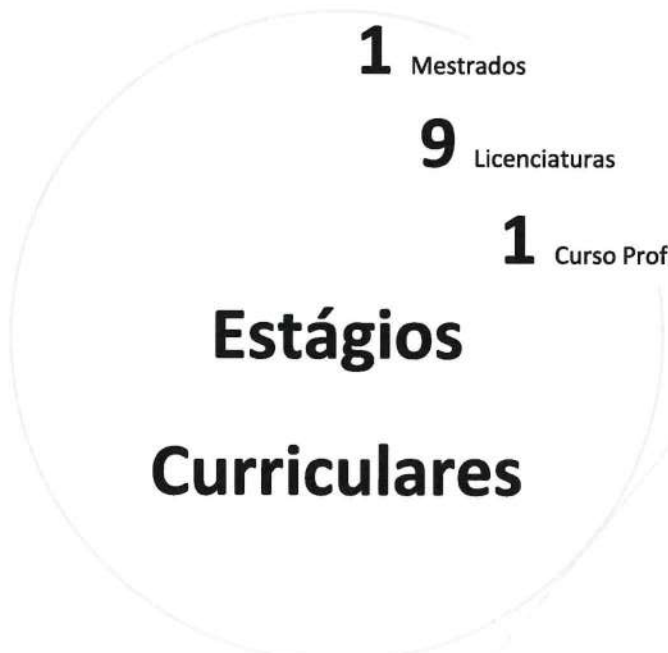 1 Mestrados
9 Licenciaturas
1 Curso Prof
Estágios
Curriculares